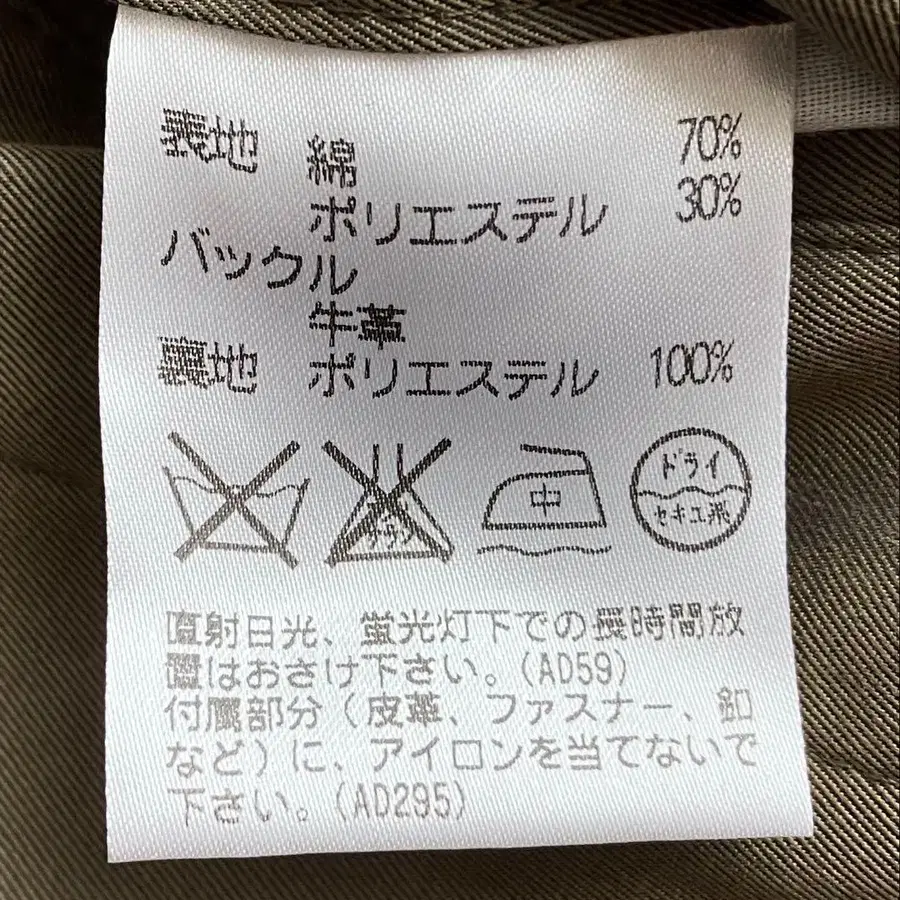 表地 綿 70%
ポリエステル 30%
バックル
牛革
裏地 ポリエステル 100%
中
ドライ
セキユ系
直射日光、蛍光灯下での長時間放
置はおさけ下さい。(AD59)
付属部分(皮革、ファスナー、釦
など)に、アイロンを当てないで
下さい。(AD295)